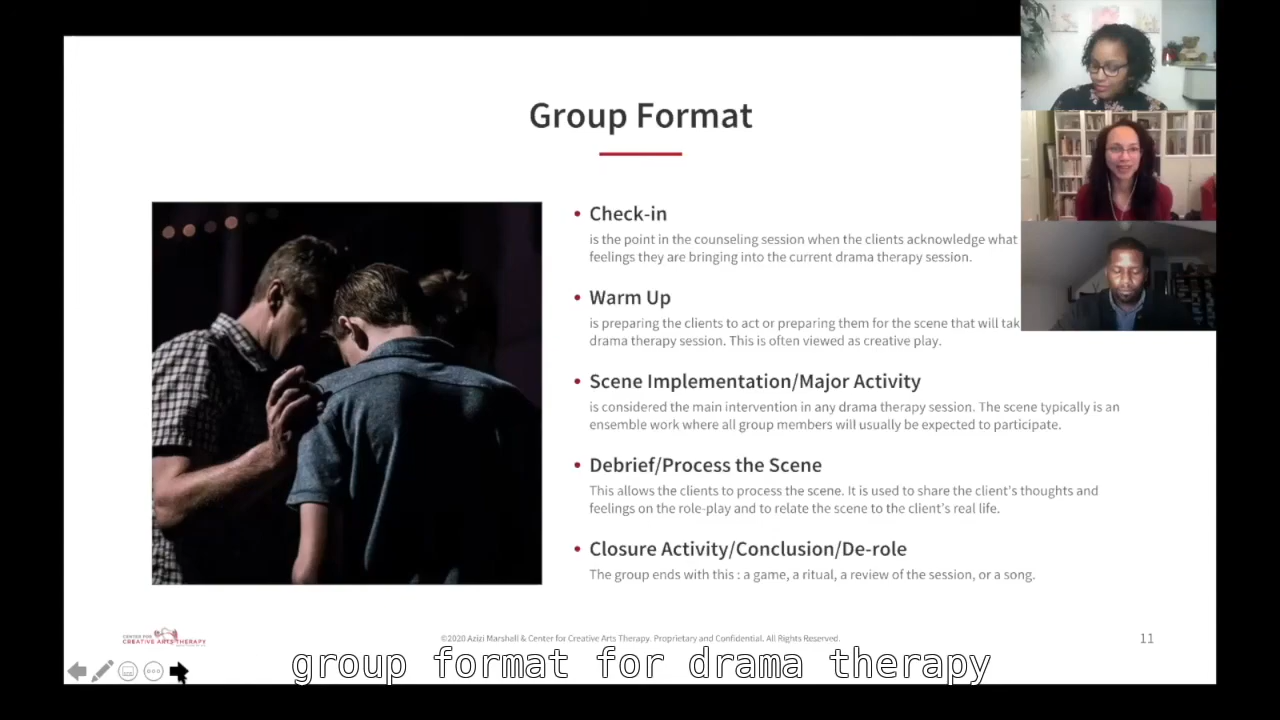 Group Format
• Check-in
is the point in the counseling session when the clients acknowledge what
feelings they are bringing into the current drama therapy session.
• Warm Up
is preparing the clients to act or preparing them for the scene that will tak
drama therapy session. This is often viewed as creative play.
• Scene Implementation/Major Activity
is considered the main intervention in any drama therapy session. The scene typically is an
ensemble work where all group members will usually be expected to participate.
• Debrief/Process the Scene
This allows the clients to process the scene. It is used to share the client's thoughts and
feelings on the role-play and to relate the scene to the client's real life.
• Closure Activity/Conclusion/De-role
The group ends with this : a game, a ritual, a review of the session, or a song.
CENTER FOR
CREATIVE ARTS THERAPY
©2020 Azizi Marshall & Center for Creative Arts Therapy. Proprietary and Confidential. All Rights Reserved.
11
group format for drama therapy